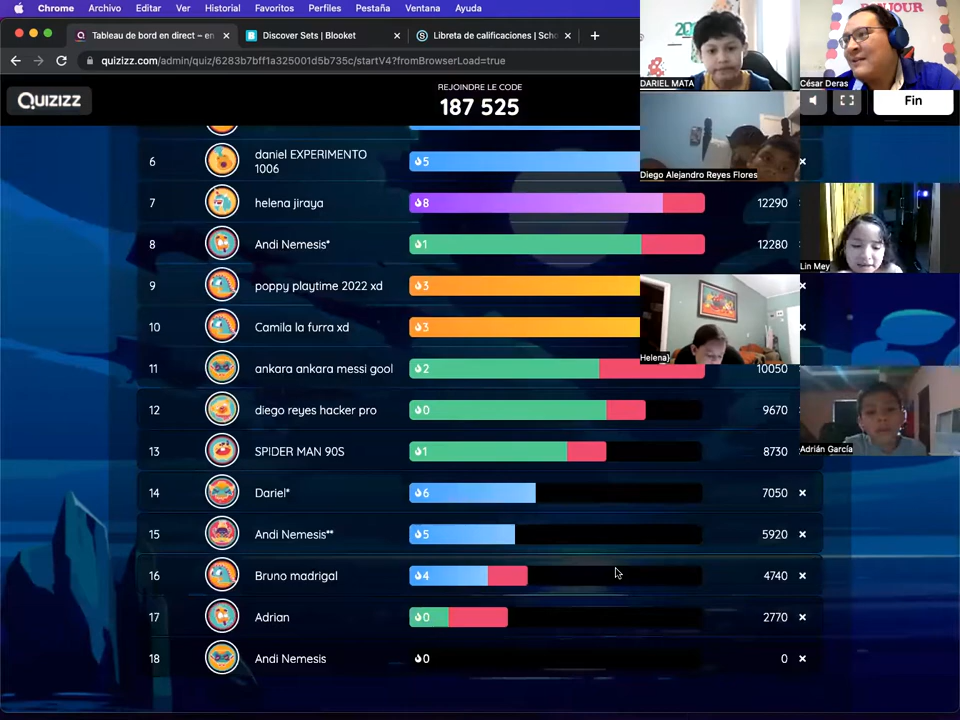 Chrome Archivo Editar Ver Historial Favoritos Perfiles Pestaña Ventana Ayuda
Tableau de bord en direct – en
Discover Sets | Blooket
Libreta de calificaciones | Scho
quizizz.com/admin/quiz/6283b7bff1a325001d5b735c/startV4?fromBrowserLoad=true
BONJOUR
DARIEL MATA
César Deras
Quizizz
REJOINDRE LE CODE
187 525
Fin
6 daniel EXPERIMENTO 5
1006
Diego Alejandro Reyes Flores
7 helena jiraya 8 12290
8 Andi Nemesis* 1 12280
Lin Mey
9 poppy playtime 2022 xd 3
10 Camila la furra xd 3
Helena}
11 ankara ankara messi gool 2 10050
12 diego reyes hacker pro 0 9670
13 SPIDER MAN 90S 1 8730
Adrián García
14 Dariel* 6 7050
15 Andi Nemesis** 5 5920
16 Bruno madrigal 4 4740
17 Adrian 0 2770
18 Andi Nemesis 0 0